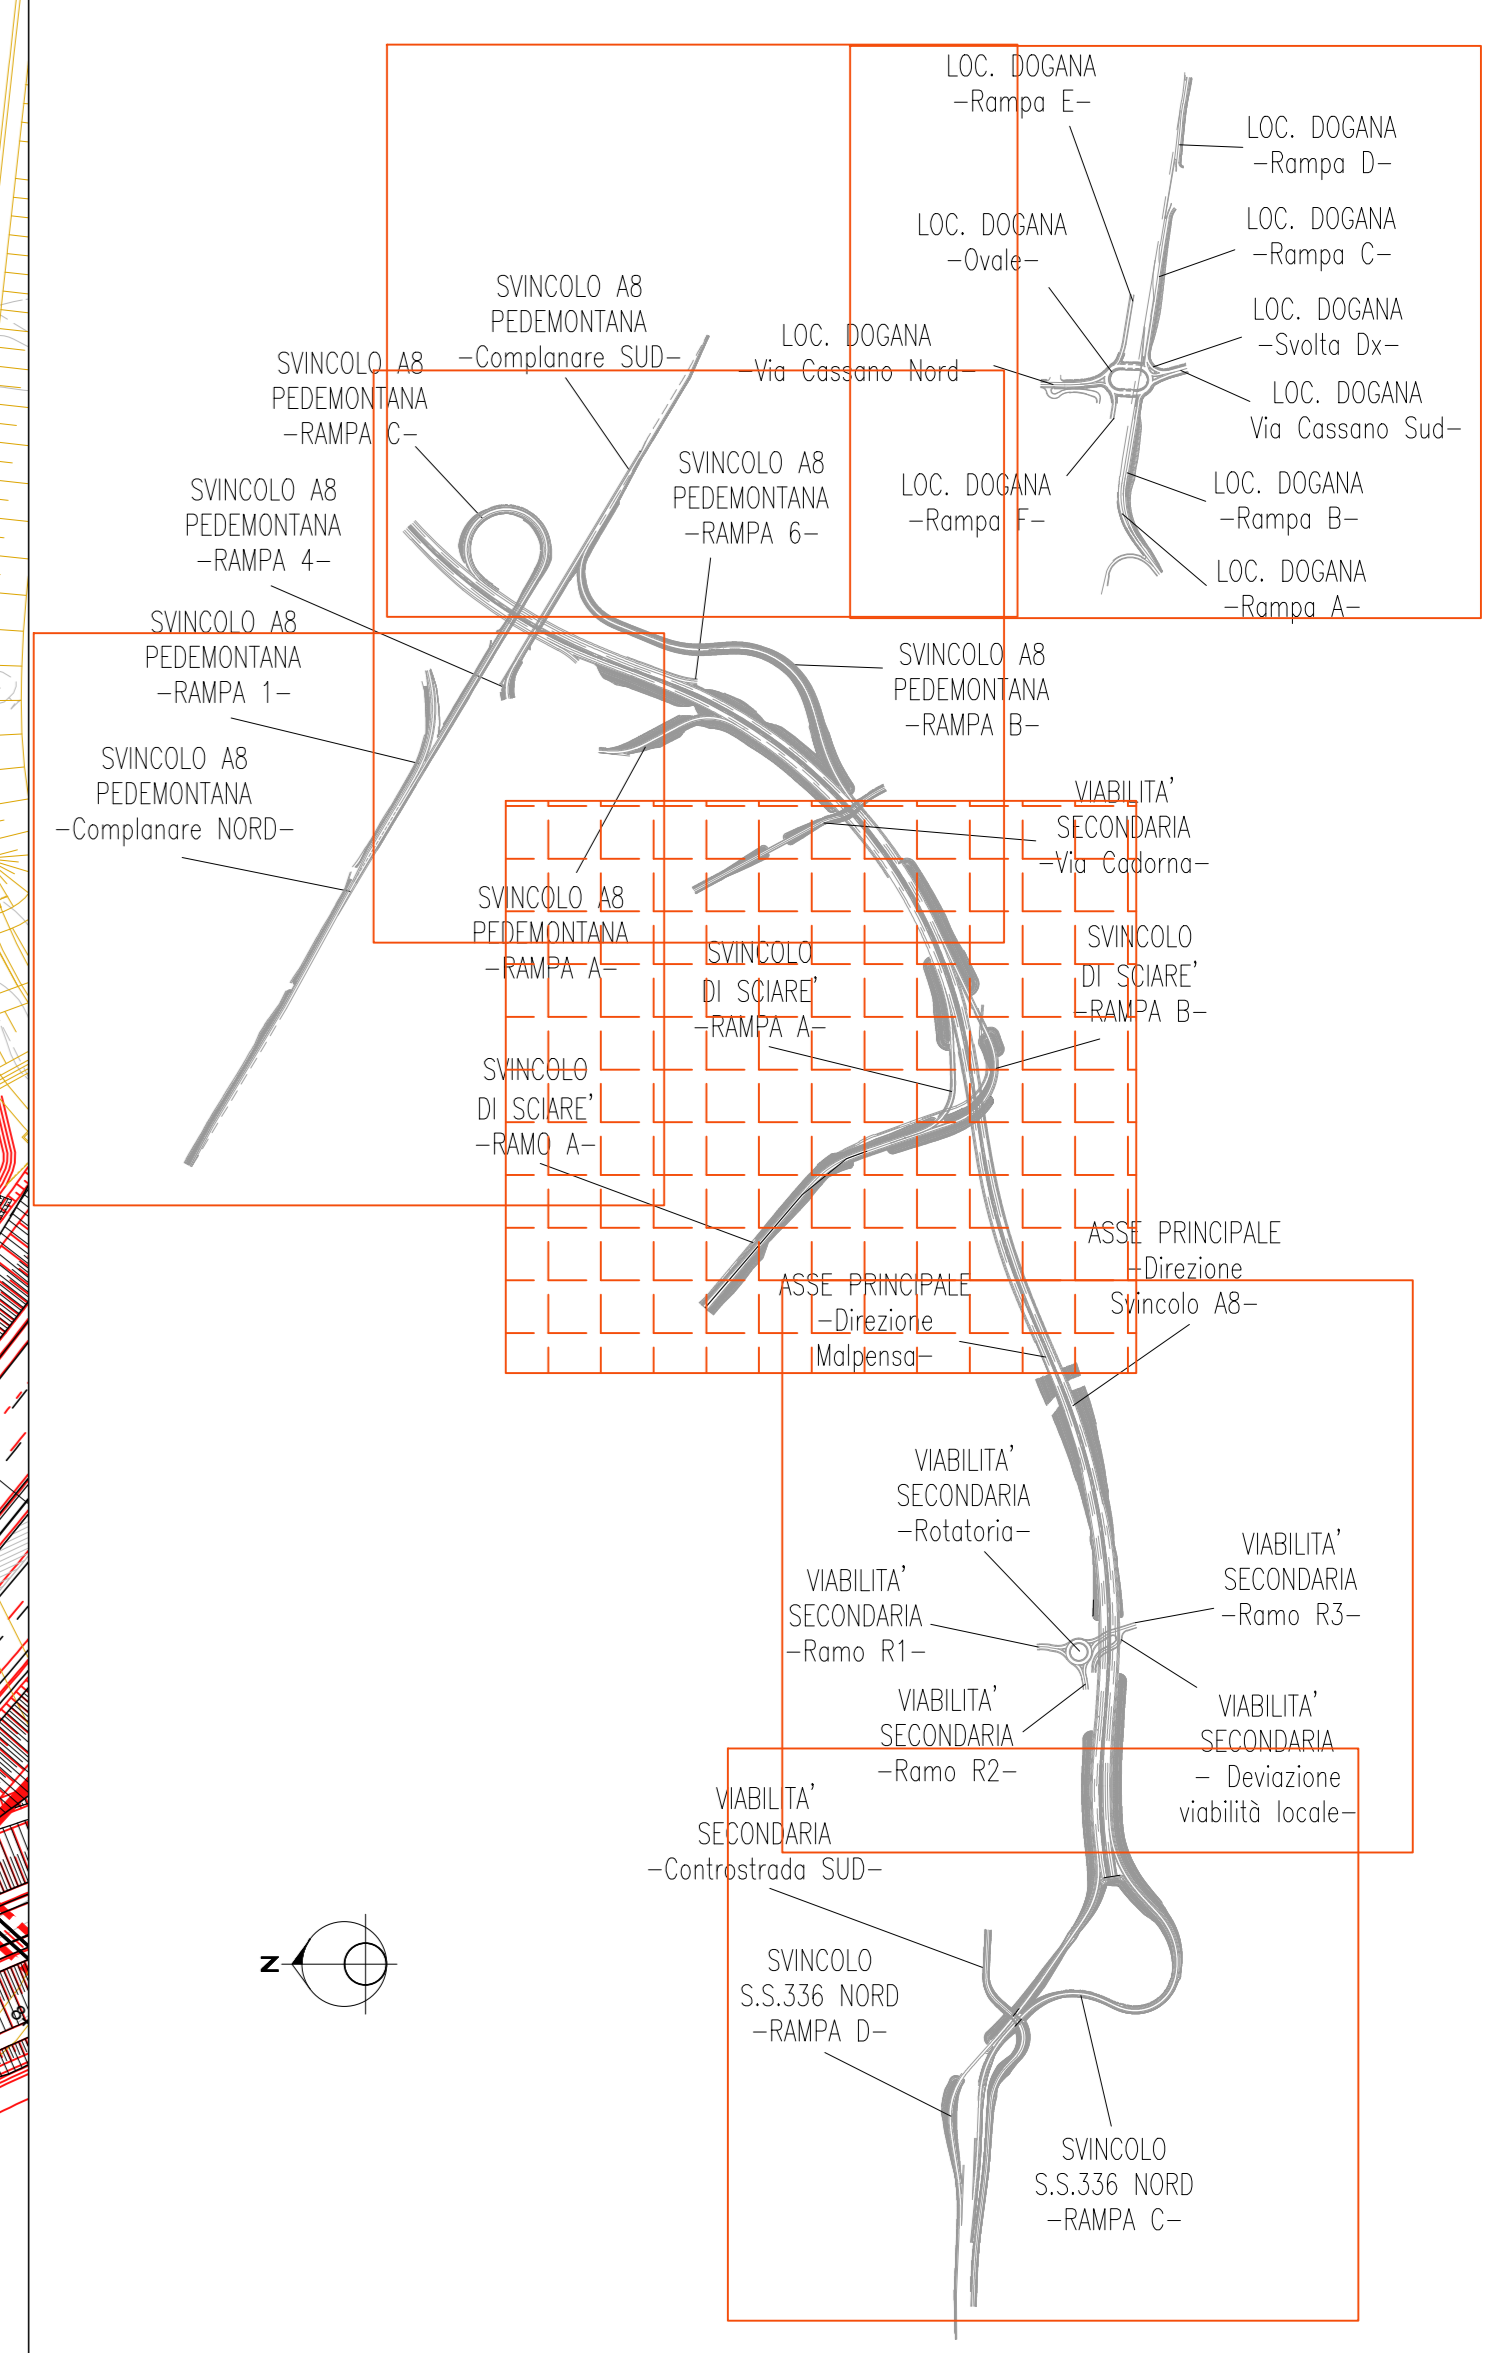 LOC. DOGANA
-Rampa E-
LOC. DOGANA
-Rampa D-
LOC. DOGANA
-Ovale-
LOC. DOGANA
-Rampa C-
SVINCOLO A8
PEDEMONTANA
-Complanare SUD-
LOC. DOGANA
-Via Cassano Nord-
LOC. DOGANA
-Svolta Dx-
SVINCOLO A8
PEDEMONTANA
-RAMPA C-
LOC. DOGANA
Via Cassano Sud-
SVINCOLO A8
PEDEMONTANA
-RAMPA 6-
LOC. DOGANA
-Rampa F-
LOC. DOGANA
-Rampa B-
SVINCOLO A8
PEDEMONTANA
-RAMPA 4-
LOC. DOGANA
-Rampa A-
SVINCOLO A8
PEDEMONTANA
-RAMPA 1-
SVINCOLO A8
PEDEMONTANA
-RAMPA B-
SVINCOLO A8
PEDEMONTANA
-Complanare NORD-
VIABILITA'
SECONDARIA
-Via Cadorna-
SVINCOLO A8
PEDEMONTANA
-RAMPA A-
SVINCOLO
DI SCIARE'
-RAMPA A-
SVINCOLO
DI SCIARE'
-RAMPA B-
SVINCOLO
DI SCIARE'
-RAMO A-
ASSE PRINCIPALE
-Direzione
Svincolo A8-
ASSE PRINCIPALE
-Direzione
Malpensa-
VIABILITA'
SECONDARIA
-Rotatoria-
VIABILITA'
SECONDARIA
-Ramo R3-
VIABILITA'
SECONDARIA
-Ramo R1-
VIABILITA'
SECONDARIA
-Ramo R2-
VIABILITA'
SECONDARIA
- Deviazione
viabilità locale-
VIABILITA'
SECONDARIA
-Controstrada SUD-
N
SVINCOLO
S.S.336 NORD
-RAMPA D-
SVINCOLO
S.S.336 NORD
-RAMPA C-